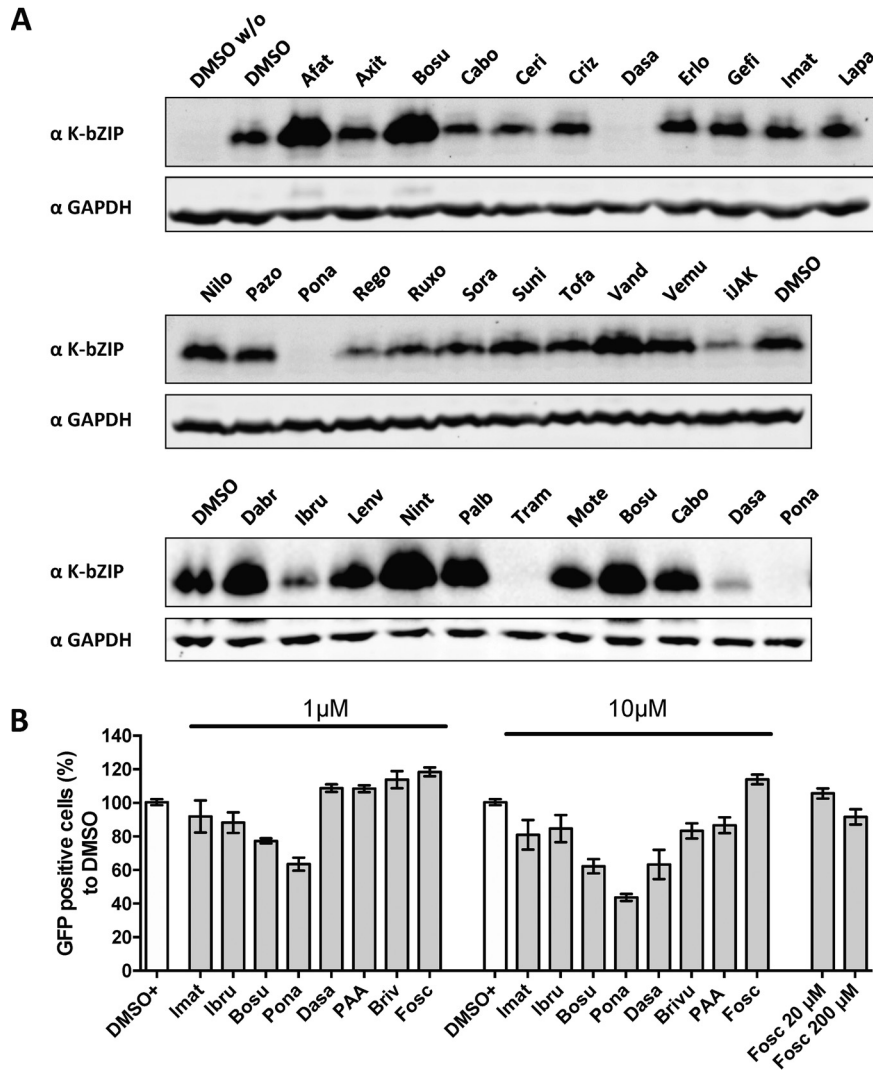 A
DMSO w/o DMSO Afat Axit Bosu Cabo Ceri Criz Dasa Erlo Gefi Imat Lapa
α K-bZIP
α GAPDH
Nilo Pazo Pona Rego Ruxo Sora Suni Tofa Vand Vemu iJAK DMSO
α K-bZIP
α GAPDH
DMSO Dabr Ibru Lenv Nint Palb Tram Mote Bosu Cabo Dasa Pona
α K-bZIP
α GAPDH
B
1µM 10µM
GFP positive cells (%)
to DMSO
140
120
100
80
60
40
20
0
DMSO+ Imat Ibru Bosu Pona Dasa PAA Briv Fosc DMSO+ Imat Ibru Bosu Pona Dasa Brivu PAA Fosc Fosc 20 µM Fosc 200 µM